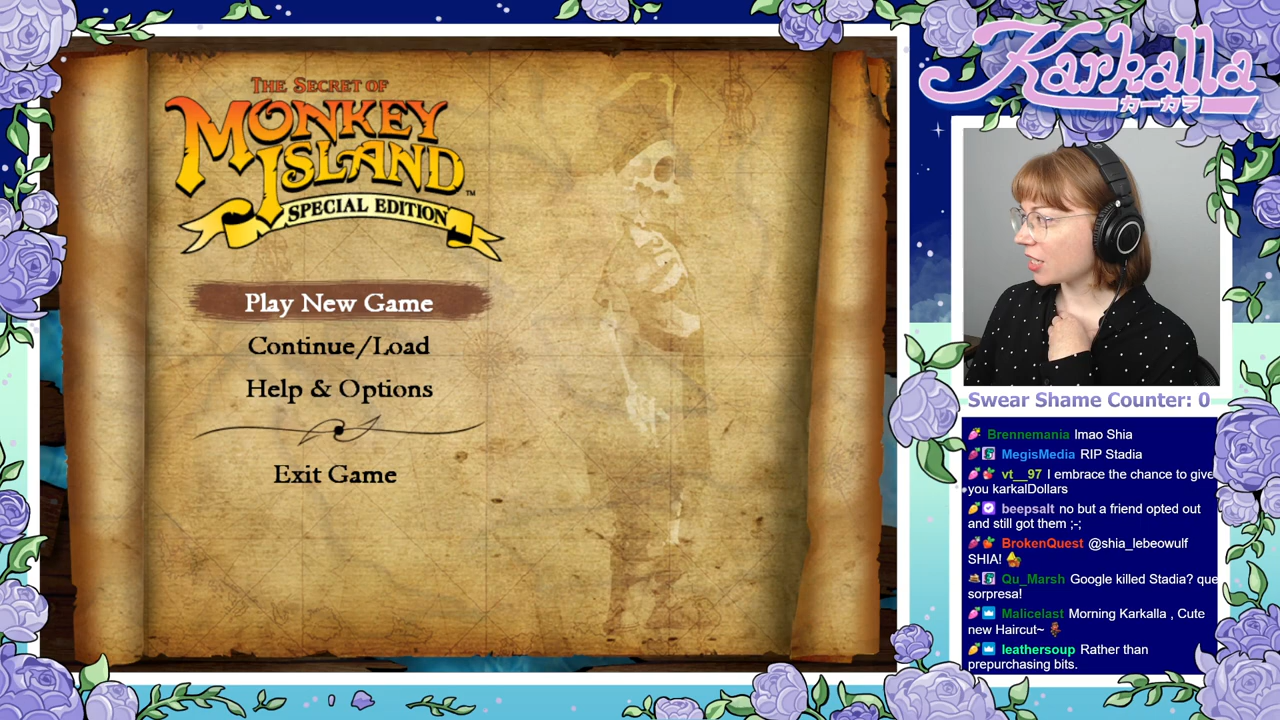 THE SECRET OF
MONKEY
ISLAND™
SPECIAL EDITION
Play New Game
Continue/Load
Help & Options
Exit Game
Karkalla
カーカラ
Swear Shame Counter: 0
Brennemania lmao Shia
MegisMedia RIP Stadia
vt__97 I embrace the chance to give
you karkalDollars
beepsalt no but a friend opted out
and still got them ;-;
BrokenQuest @shia_lebeowulf
SHIA!
Qu_Marsh Google killed Stadia? que
sorpresa!
Malicelast Morning Karkalla , Cute
new Haircut~
leathersoup Rather than
prepurchasing bits.